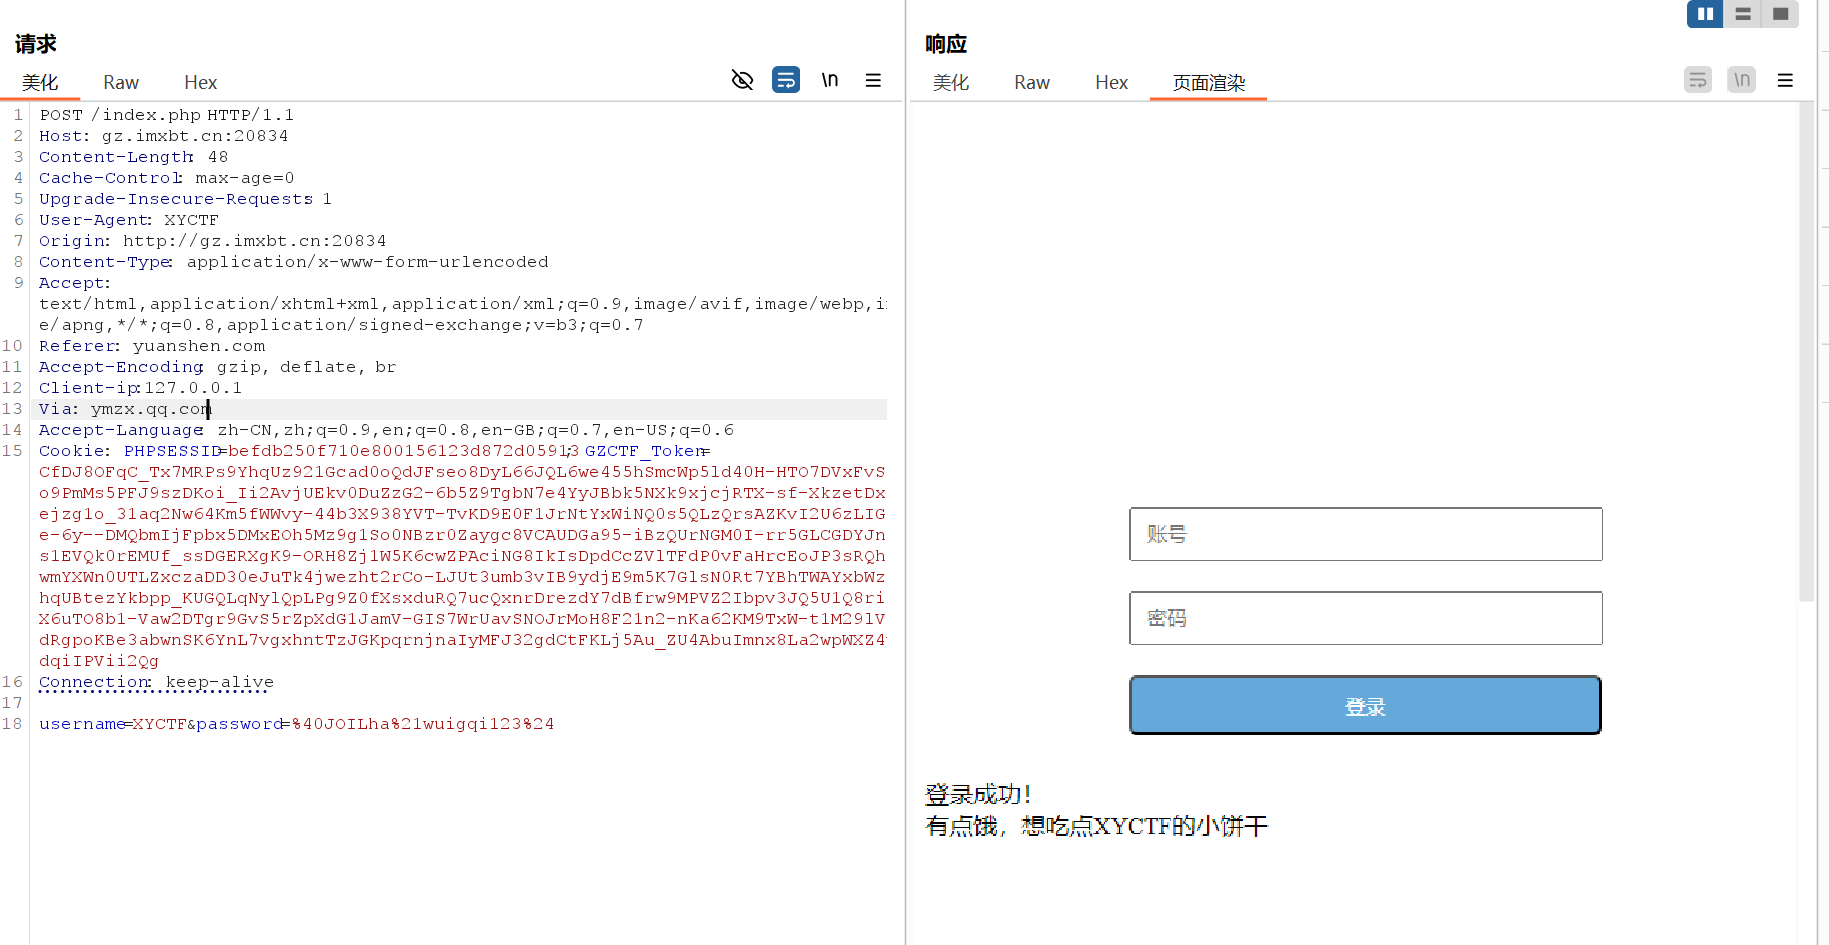 请求
美化 Raw Hex
\n
1 POST /index.php HTTP/1.1
2 Host: gz.imxbt.cn:20834
3 Content-Length: 48
4 Cache-Control: max-age=0
5 Upgrade-Insecure-Requests: 1
6 User-Agent: XYCTF
7 Origin: http://gz.imxbt.cn:20834
8 Content-Type: application/x-www-form-urlencoded
9 Accept:
text/html,application/xhtml+xml,application/xml;q=0.9,image/avif,image/webp,i
e/apng,*/*;q=0.8,application/signed-exchange;v=b3;q=0.7
10 Referer: yuanshen.com
11 Accept-Encoding: gzip, deflate, br
12 Client-ip:127.0.0.1
13 Via: ymzx.qq.com
14 Accept-Language: zh-CN,zh;q=0.9,en;q=0.8,en-GB;q=0.7,en-US;q=0.6
15 Cookie: PHPSESSID=befdb250f710e800156123d872d05913; GZCTF_Token=
CfDJ8OFqC_Tx7MRPs9YhqUz921Gcad0oQdJFseo8DyL66JQL6we455hSmcWp5ld40H-HTO7DVxFvS
o9PmMs5PFJ9szDKoi_Ii2AvjUEkv0DuZzG2-6b5Z9TgbN7e4YyJBbk5NXk9xjcjRTX-sf-XkzetDx
ejzg1o_31aq2Nw64Km5fWWvy-44b3X938YVT-TvKD9E0F1JrNtYxWiNQ0s5QLzQrsAZKvI2U6zLIG
e-6y--DMQbmIjFpbx5DMxEOh5Mz9g1So0NBzr0Zaygc8VCAUDGa95-iBzQUrNGM0I-rr5GLCGDYJn
s1EVQk0rEMUf_ssDGERXgK9-ORH8Zj1W5K6cwZPAciNG8IkIsDpdCcZVlTFdP0vFaHrcEoJP3sRQh
wmYXWn0UTLZxczaDD30eJuTk4jwezht2rCo-LJUt3umb3vIB9ydjE9m5K7GlsN0Rt7YBhTWAYxbWz
hqUBtezYkbpp_KUGQLqNylQpLPg9Z0fXsxduRQ7ucQxnrDrezdY7dBfrw9MPVZ2Ibpv3JQ5U1Q8ri
X6uTO8b1-Vaw2DTgr9GvS5rZpXdG1JamV-GIS7WrUavSNOJrMoH8F21n2-nKa62KM9TxW-t1M29lV
dRgpoKBe3abwnSK6YnL7vgxhntTzJGKpqrnjnaIyMFJ32gdCtFKLj5Au_ZU4AbuImnx8La2wpWXZ4
dqiIPVii2Qg
16 Connection: keep-alive
17
18 username=XYCTF&password=%40JOILha%21wuigqi123%24
响应
美化 Raw Hex 页面渲染
\n
账号
密码
登录
登录成功!
有点饿，想吃点XYCTF的小饼干